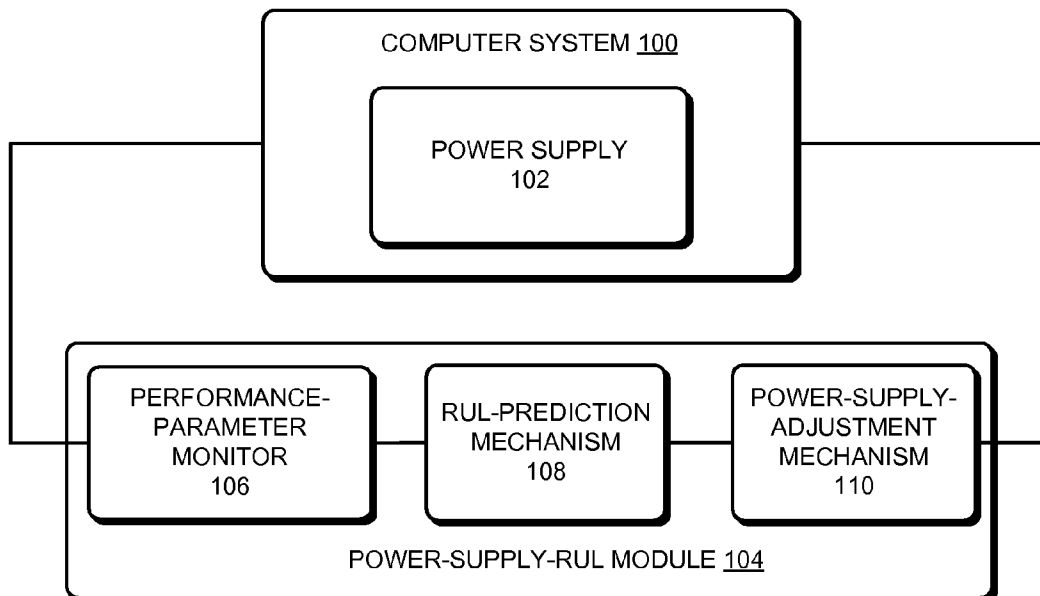 COMPUTER SYSTEM 100
POWER SUPPLY
102
PERFORMANCE-
PARAMETER
MONITOR
106
RUL-PREDICTION
MECHANISM
108
POWER-SUPPLY-
ADJUSTMENT
MECHANISM
110
POWER-SUPPLY-RUL MODULE 104